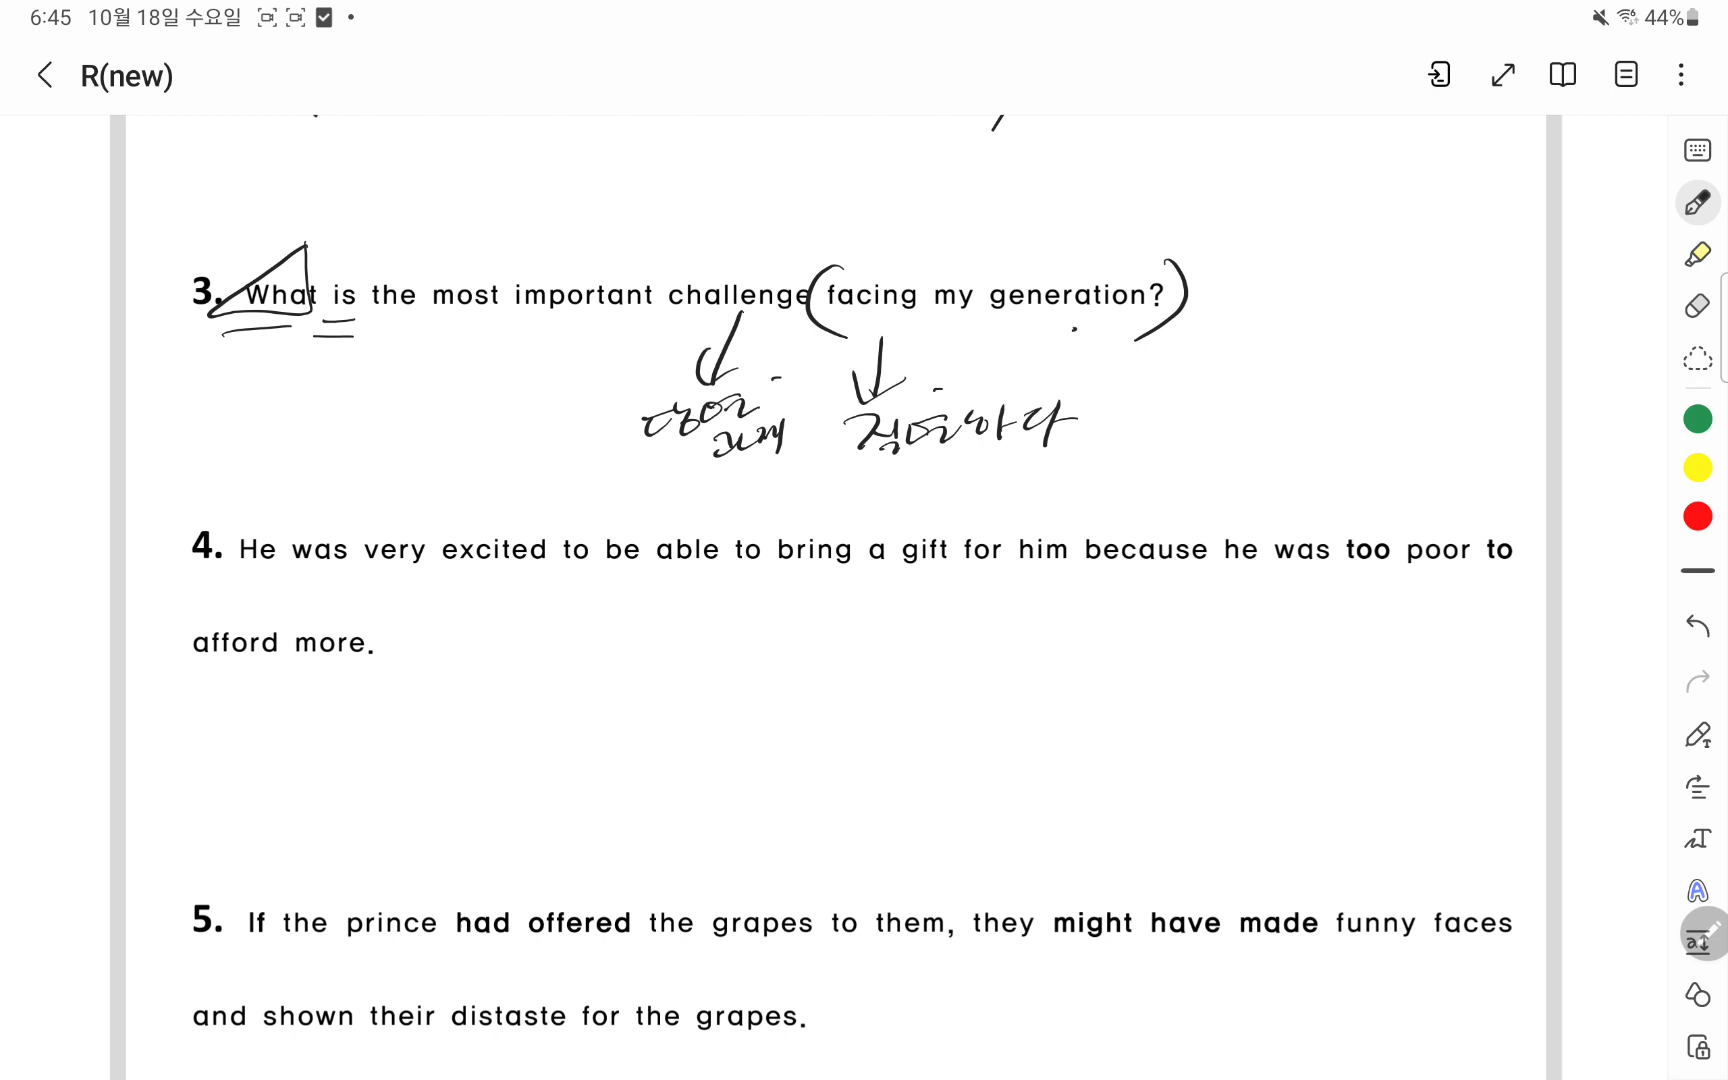 6:45 10월 18일 수요일
44%
R(new)
3. What is the most important challenge facing my generation?
당면
과제
직면하다
4. He was very excited to be able to bring a gift for him because he was too poor to
afford more.
5. If the prince had offered the grapes to them, they might have made funny faces
and shown their distaste for the grapes.